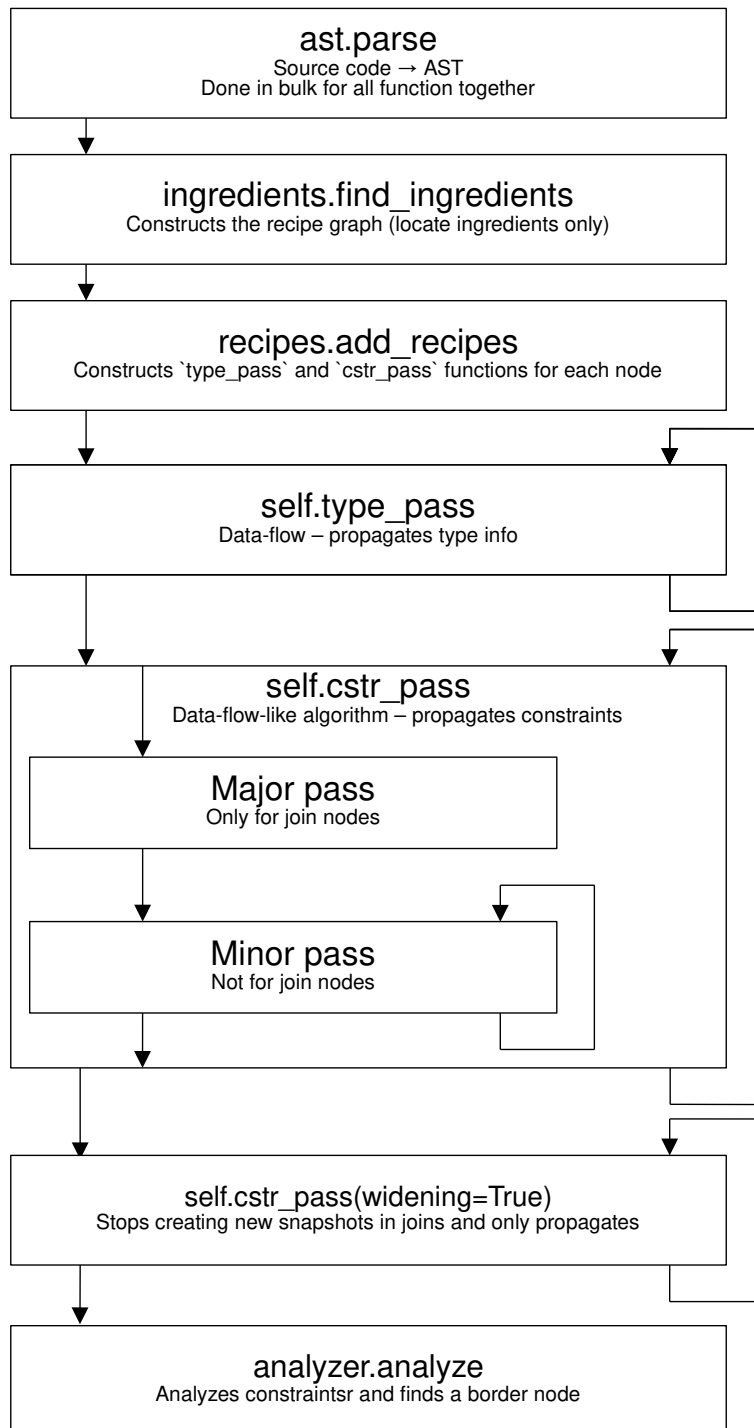 ast.parse
Source code → AST
Done in bulk for all function together
ingredients.find_ingredients
Constructs the recipe graph (locate ingredients only)
recipes.add_recipes
Constructs `type_pass` and `cstr_pass` functions for each node
self.type_pass
Data-flow – propagates type info
self.cstr_pass
Data-flow-like algorithm – propagates constraints
Major pass
Only for join nodes
Minor pass
Not for join nodes
self.cstr_pass(widening=True)
Stops creating new snapshots in joins and only propagates
analyzer.analyze
Analyzes constraintsr and finds a border node